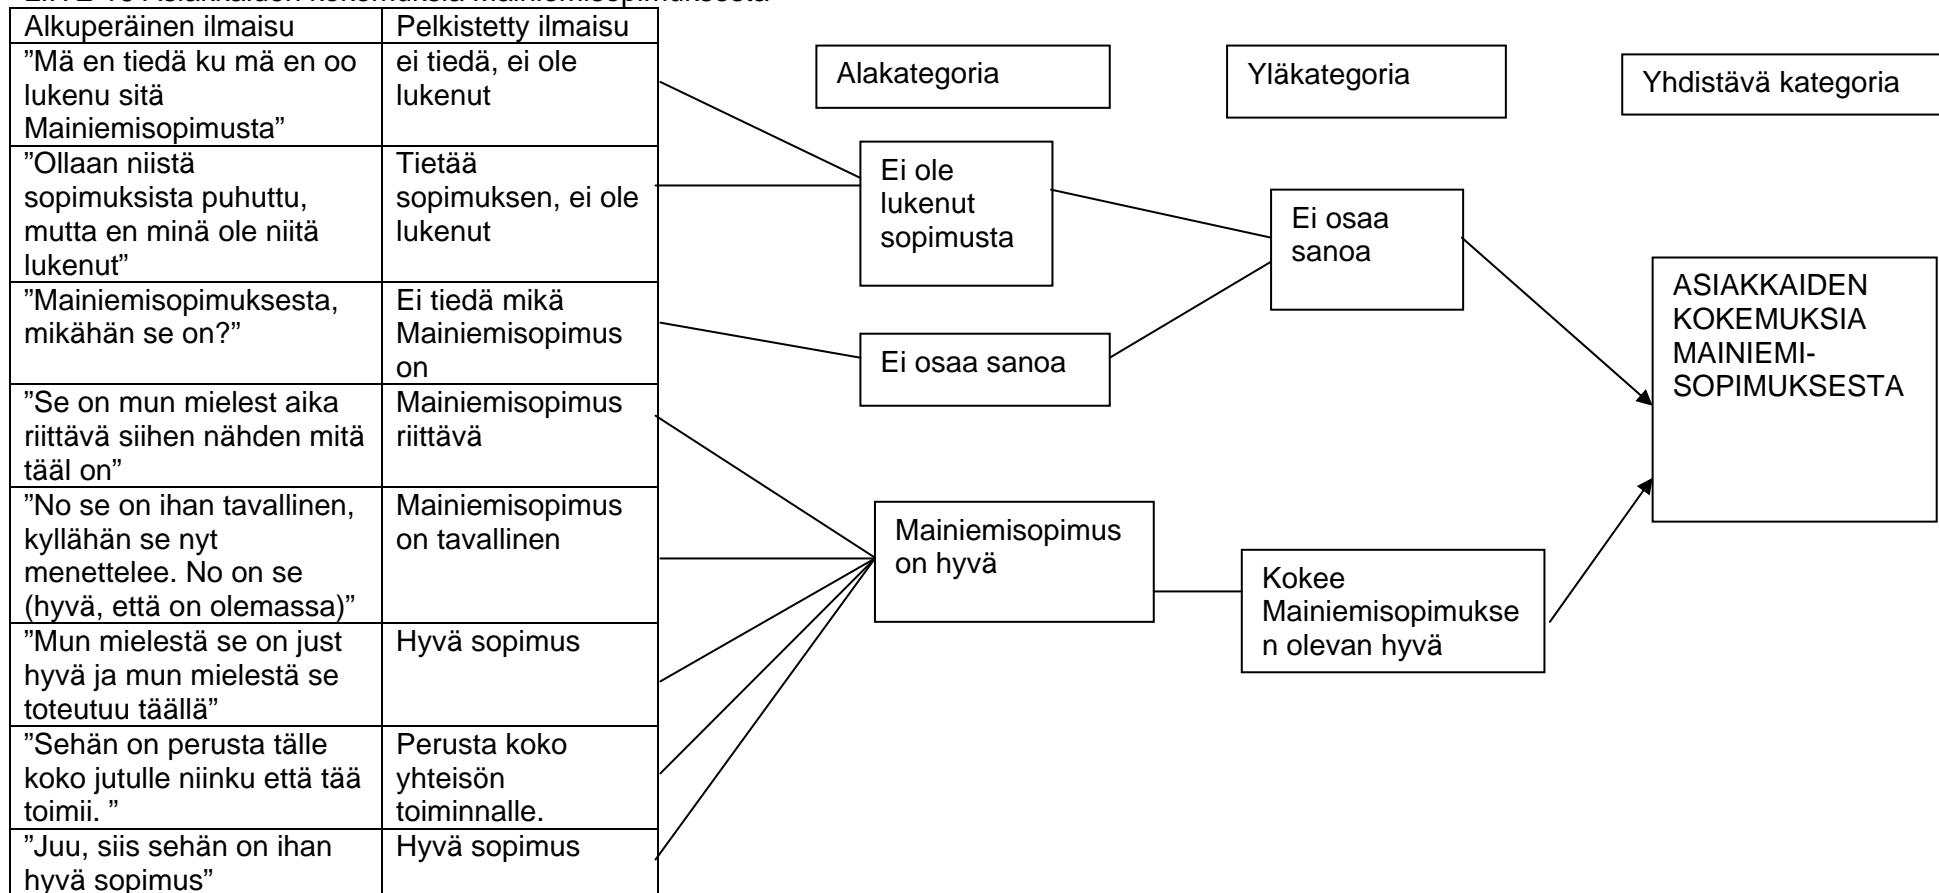 Asiakkaiden kokemuksia Mainiemisopimuksesta
Alkuperäinen ilmaisu
Pelkistetty ilmaisu
”Mä en tiedä ku mä en oo
lukenu sitä
Mainiemisopimusta”
ei tiedä, ei ole
lukenut
”Ollaan niistä
sopimuksista puhuttu,
mutta en minä ole niitä
lukenut”
Tietää
sopimuksen, ei ole
lukenut
”Mainiemisopimuksesta,
mikähän se on?”
Ei tiedä mikä
Mainiemisopimus
on
”Se on mun mielest aika
riittävä siihen nähden mitä
tääl on”
Mainiemisopimus
riittävä
”No se on ihan tavallinen,
kyllähän se nyt
menettelee. No on se
(hyvä, että on olemassa)”
Mainiemisopimus
on tavallinen
”Mun mielestä se on just
hyvä ja mun mielestä se
toteutuu täällä”
Hyvä sopimus
”Sehän on perusta tälle
koko jutulle niinku että tää
toimii. ”
Perusta koko
yhteisön
toiminnalle.
”Juu, siis sehän on ihan
hyvä sopimus”
Hyvä sopimus
Alakategoria
Ei ole
lukenut
sopimusta
Ei osaa sanoa
Mainiemisopimus
on hyvä
Yläkategoria
Ei osaa
sanoa
Kokee
Mainiemisopimukse
n olevan hyvä
Yhdistävä kategoria
ASIAKKAIDEN
KOKEMUKSIA
MAINIEMI-
SOPIMUKSESTA